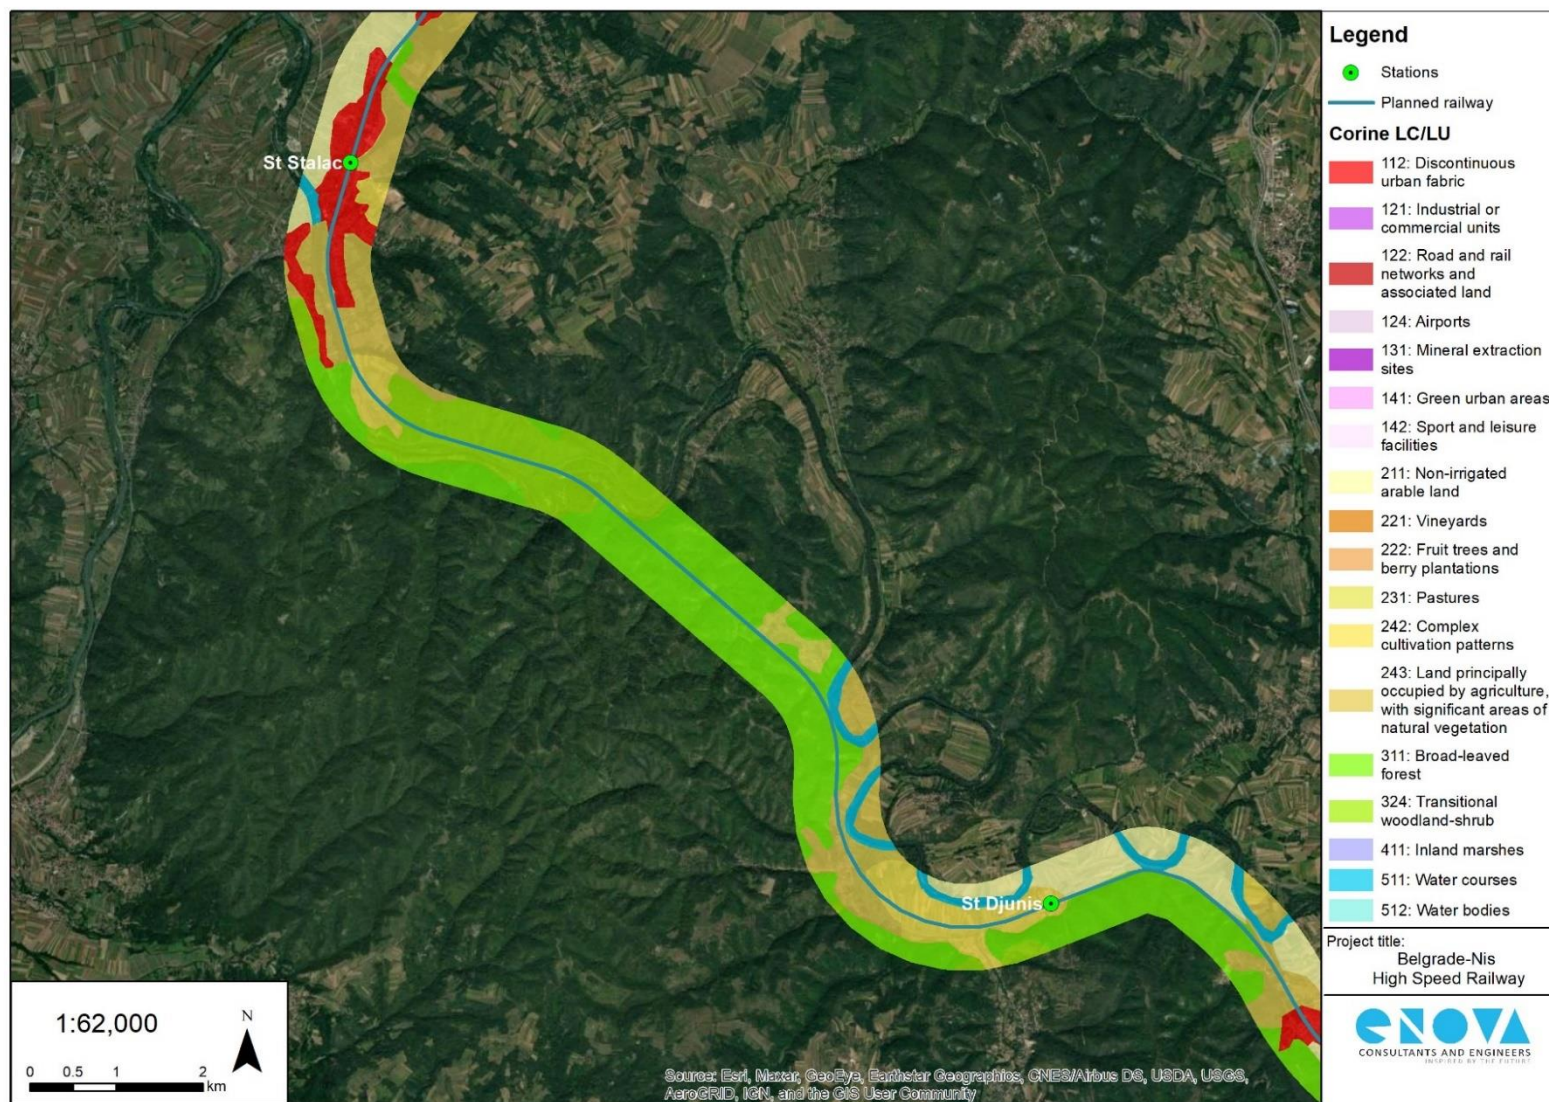 St Stalac
St Djunis
1:62,000
N
0 0.5 1 2
km
Source: Esri, Maxar, GeoEye, Earthstar Geographics, CNES/Airbus DS, USDA, USGS,
AeroGRID, IGN, and the GIS User Community
Legend
Stations
Planned railway
Corine LC/LU
112: Discontinuous
urban fabric
121: Industrial or
commercial units
122: Road and rail
networks and
associated land
124: Airports
131: Mineral extraction
sites
141: Green urban areas
142: Sport and leisure
facilities
211: Non-irrigated
arable land
221: Vineyards
222: Fruit trees and
berry plantations
231: Pastures
242: Complex
cultivation patterns
243: Land principally
occupied by agriculture,
with significant areas of
natural vegetation
311: Broad-leaved
forest
324: Transitional
woodland-shrub
411: Inland marshes
511: Water courses
512: Water bodies
Project title:
Belgrade-Nis
High Speed Railway
eNOVA
CONSULTANTS AND ENGINEERS
INSPIRED BY THE FUTURE